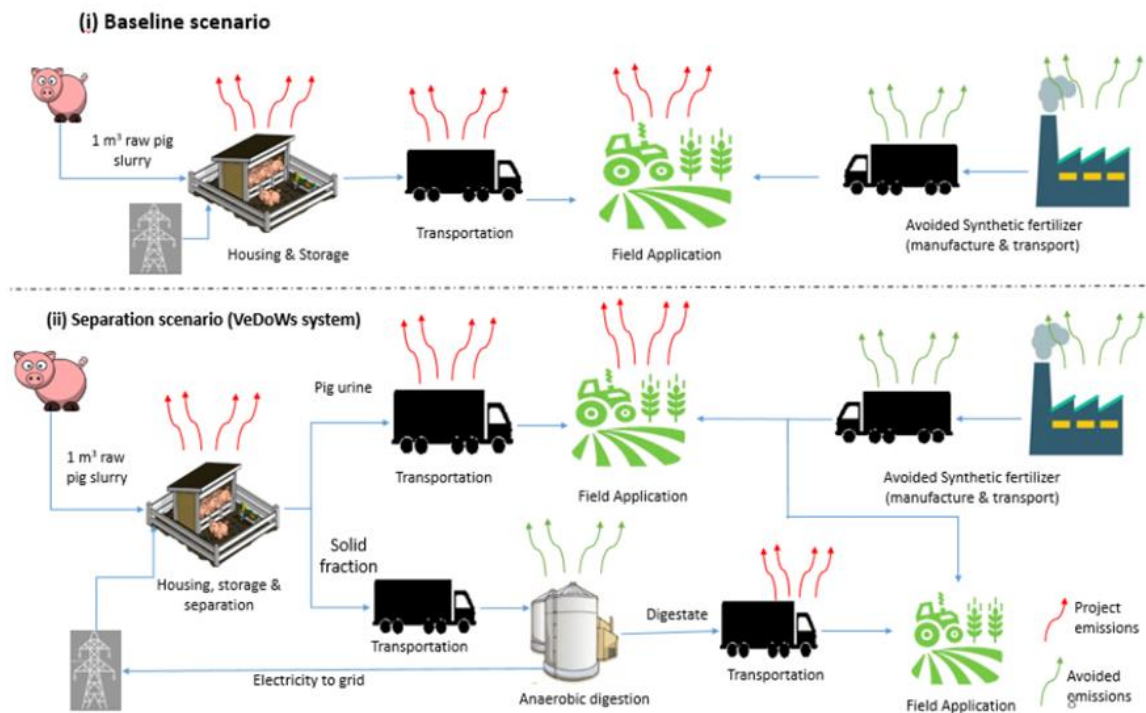 (i) Baseline scenario
1 m³ raw pig
slurry
Housing & Storage
Transportation
Field Application
Avoided Synthetic fertilizer
(manufacture & transport)
(ii) Separation scenario (VeDoWs system)
Pig urine
1 m³ raw
pig slurry
Transportation
Field Application
Avoided Synthetic fertilizer
(manufacture & transport)
Housing, storage &
separation
Solid
fraction
Transportation
Digestate
Transportation
Electricity to grid
Anaerobic digestion
Field Application
Project
emissions
Avoided
emissions
8